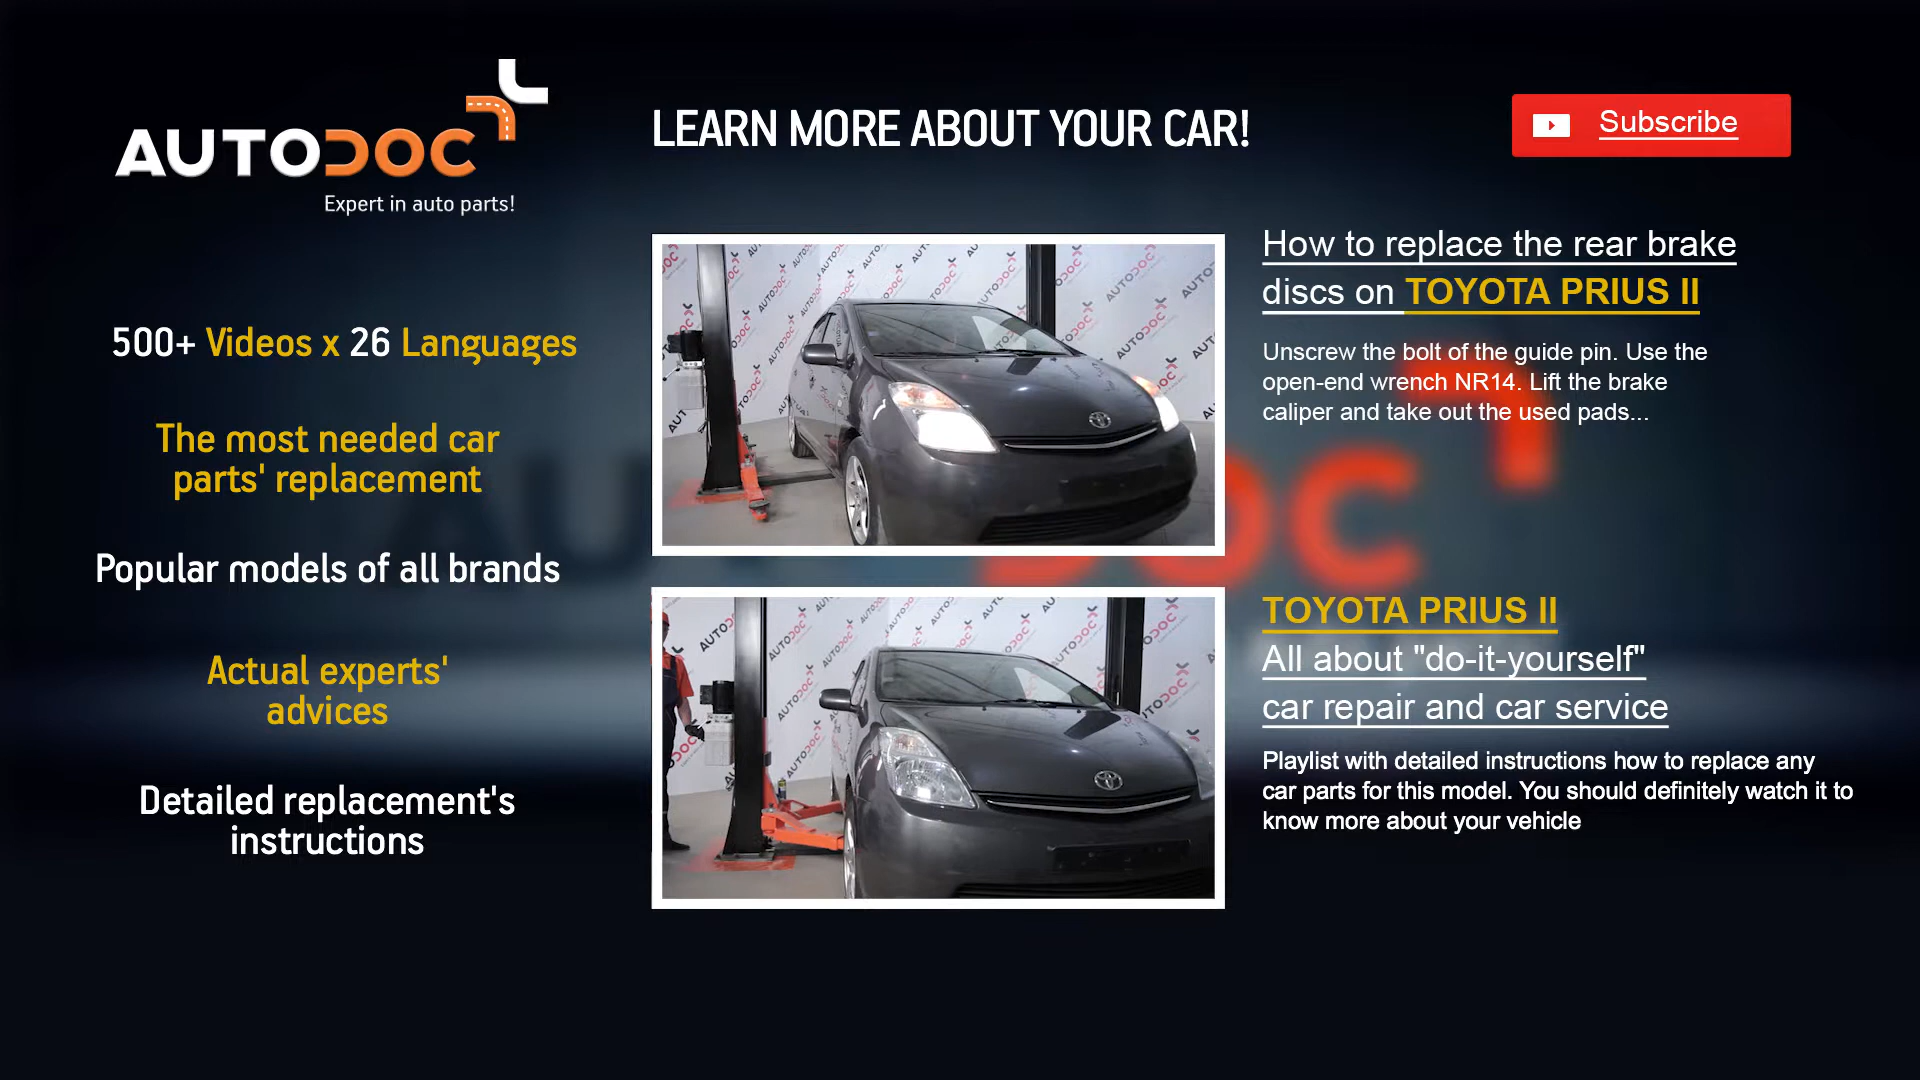 AUTODOC
Expert in auto parts!
LEARN MORE ABOUT YOUR CAR!
Subscribe
500+ Videos x 26 Languages
The most needed car
parts' replacement
Popular models of all brands
Actual experts'
advices
Detailed replacement's
instructions
How to replace the rear brake
discs on TOYOTA PRIUS II
Unscrew the bolt of the guide pin. Use the
open-end wrench NR14. Lift the brake
caliper and take out the used pads...
TOYOTA PRIUS II
All about "do-it-yourself"
car repair and car service
Playlist with detailed instructions how to replace any
car parts for this model. You should definitely watch it to
know more about your vehicle